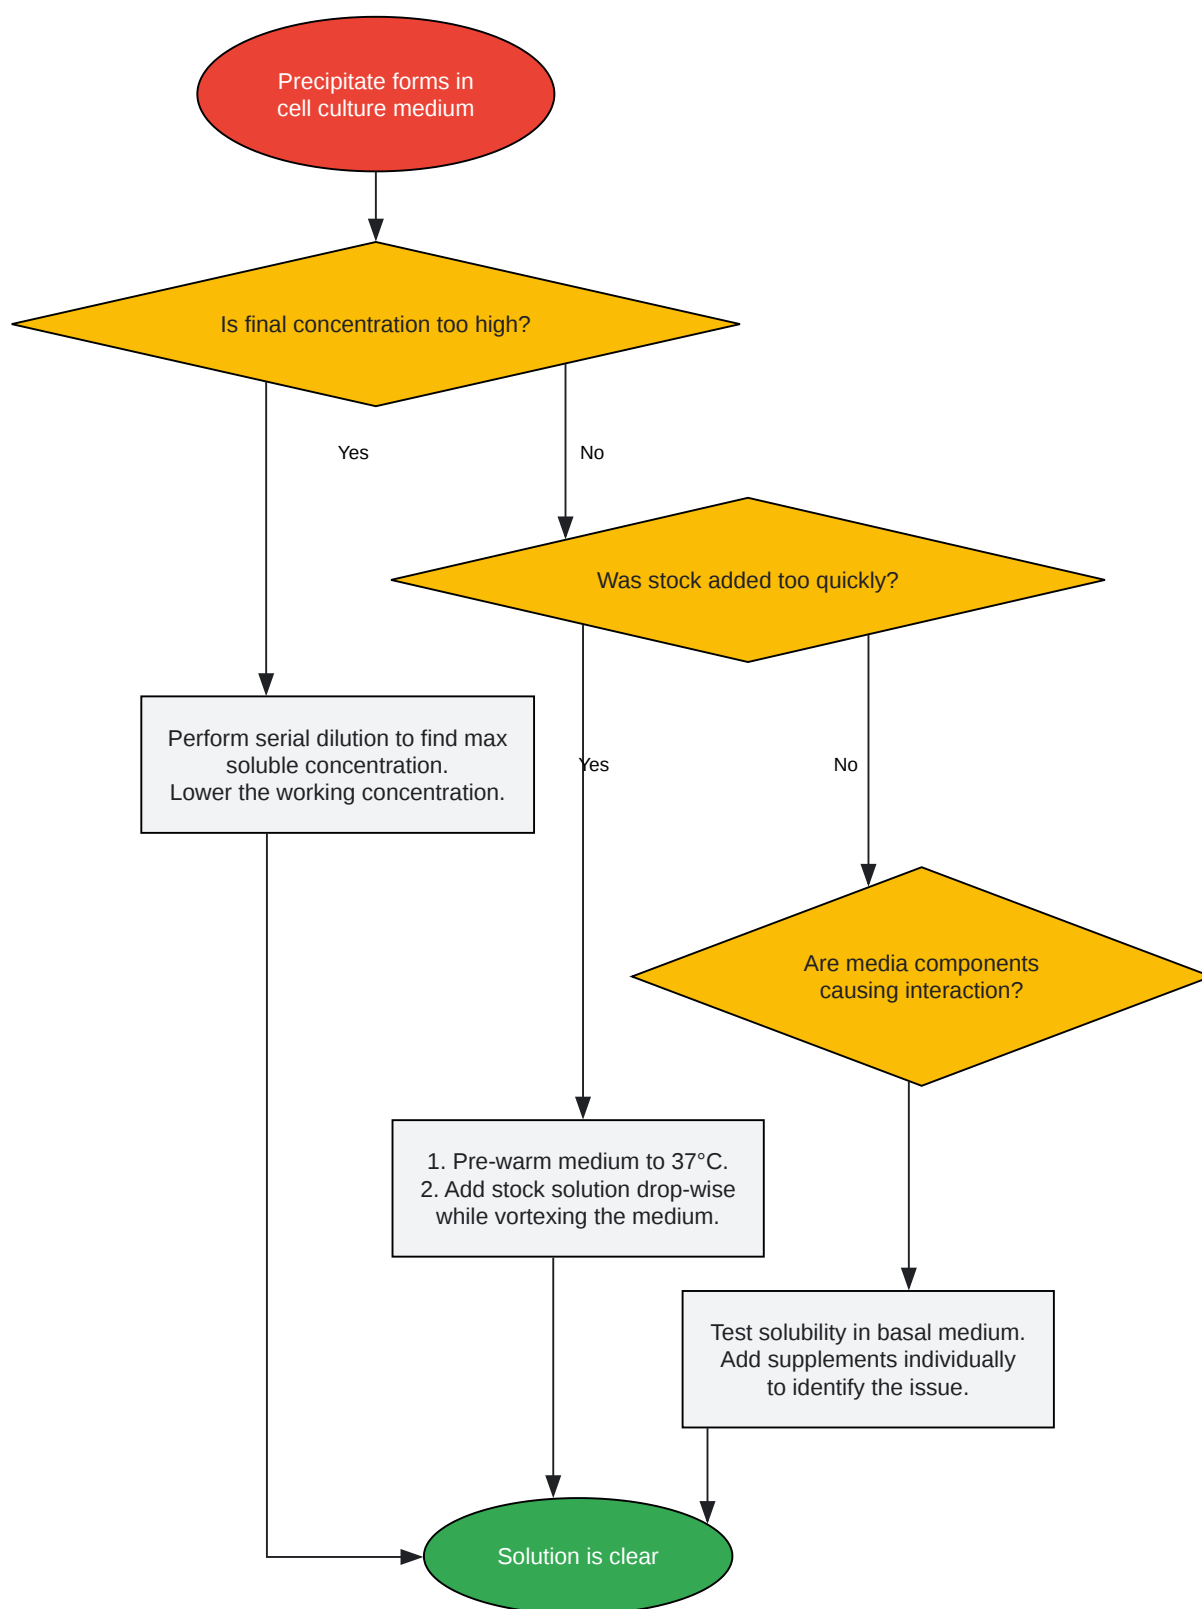 Precipitate forms in
cell culture medium
Is final concentration too high?
Yes
No
Was stock added too quickly?
Perform serial dilution to find max
soluble concentration.
Lower the working concentration.
Yes
No
Are media components
causing interaction?
1. Pre-warm medium to 37°C.
2. Add stock solution drop-wise
while vortexing the medium.
Test solubility in basal medium.
Add supplements individually
to identify the issue.
Solution is clear